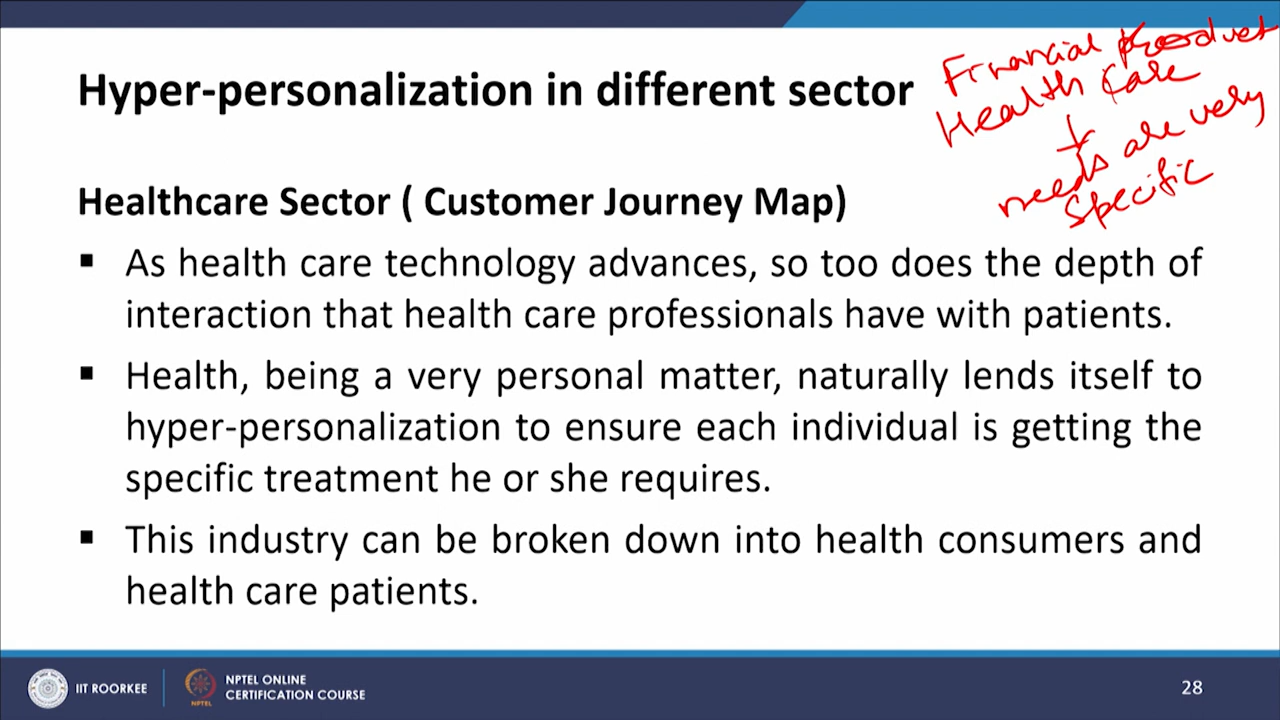 Hyper-personalization in different sector
Financial Product
Health Care
needs are very
specific
Healthcare Sector ( Customer Journey Map)
▪ As health care technology advances, so too does the depth of
interaction that health care professionals have with patients.
▪ Health, being a very personal matter, naturally lends itself to
hyper-personalization to ensure each individual is getting the
specific treatment he or she requires.
▪ This industry can be broken down into health consumers and
health care patients.
IIT ROORKEE
NPTEL
NPTEL ONLINE
CERTIFICATION COURSE
28